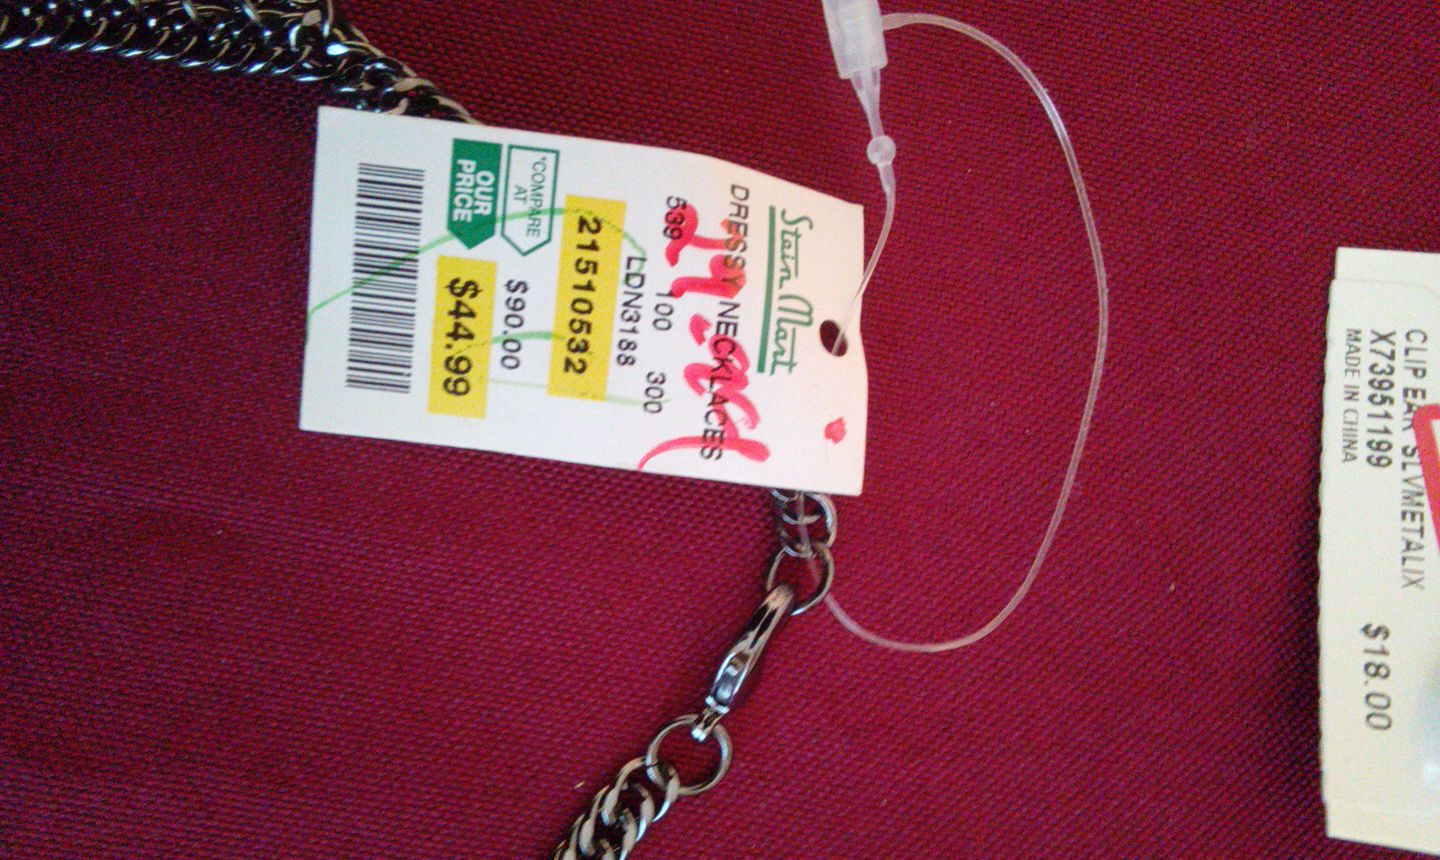 Stein Mart
DRESSY NECKLACES
539 100 300
LDN3188
21510532
*COMPARE AT
$90.00
OUR PRICE
$44.99
CLIP EAR SLVMETALIX
X73951199
MADE IN CHINA
$18.00